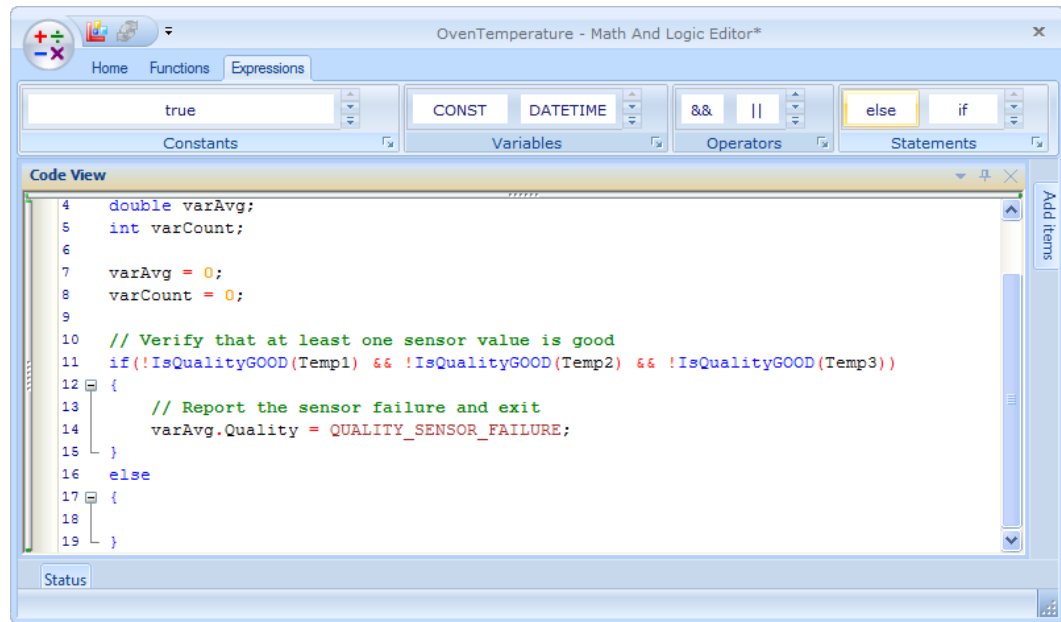 OvenTemperature - Math And Logic Editor*
Home Functions Expressions
true CONST DATETIME && || else if
Constants Variables Operators Statements
Code View
Add items
4 double varAvg;
5 int varCount;
6
7 varAvg = 0;
8 varCount = 0;
9
10 // Verify that at least one sensor value is good
11 if(!IsQualityGOOD(Temp1) && !IsQualityGOOD(Temp2) && !IsQualityGOOD(Temp3))
12 {
13 // Report the sensor failure and exit
14 varAvg.Quality = QUALITY_SENSOR_FAILURE;
15 }
16 else
17 {
18
19 }
Status